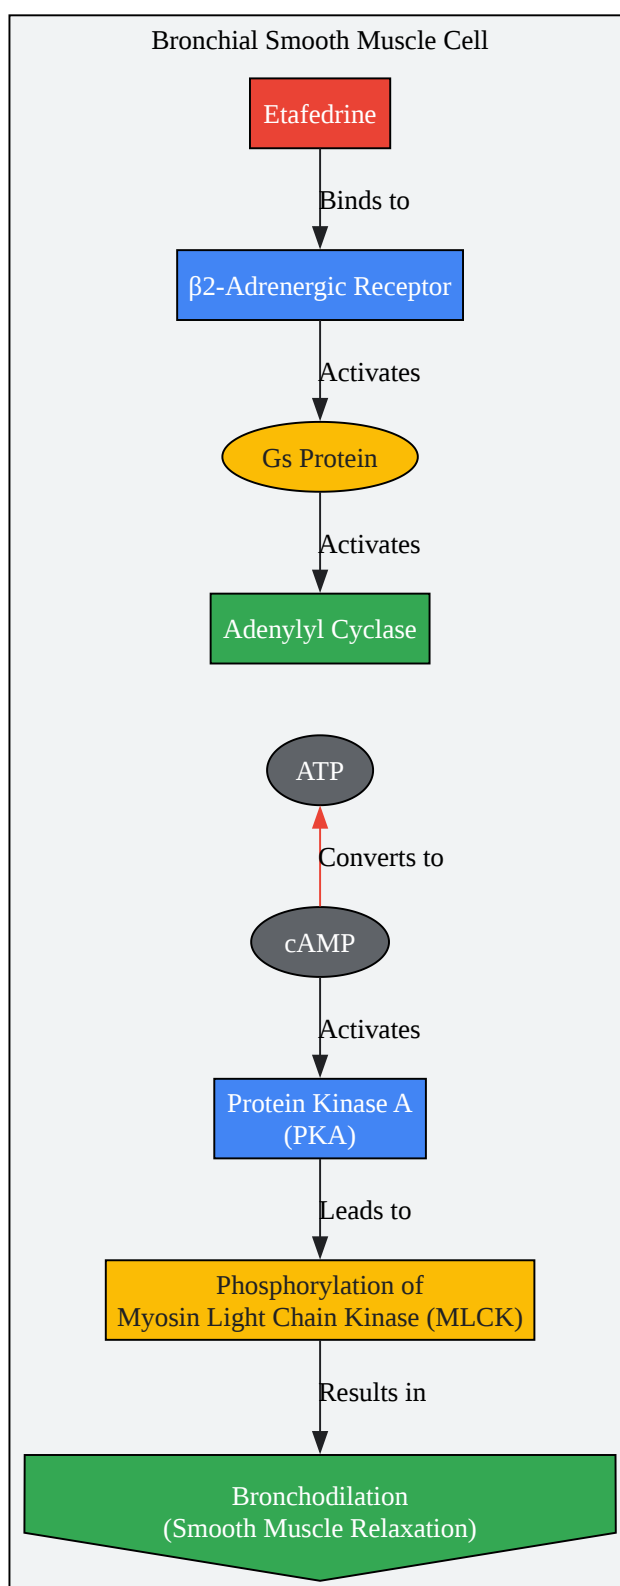 Bronchial Smooth Muscle Cell
Etafedrine
Binds to
β2-Adrenergic Receptor
Activates
Gs Protein
Activates
Adenylyl Cyclase
ATP
Converts to
cAMP
Activates
Protein Kinase A
(PKA)
Leads to
Phosphorylation of
Myosin Light Chain Kinase (MLCK)
Results in
Bronchodilation
(Smooth Muscle Relaxation)